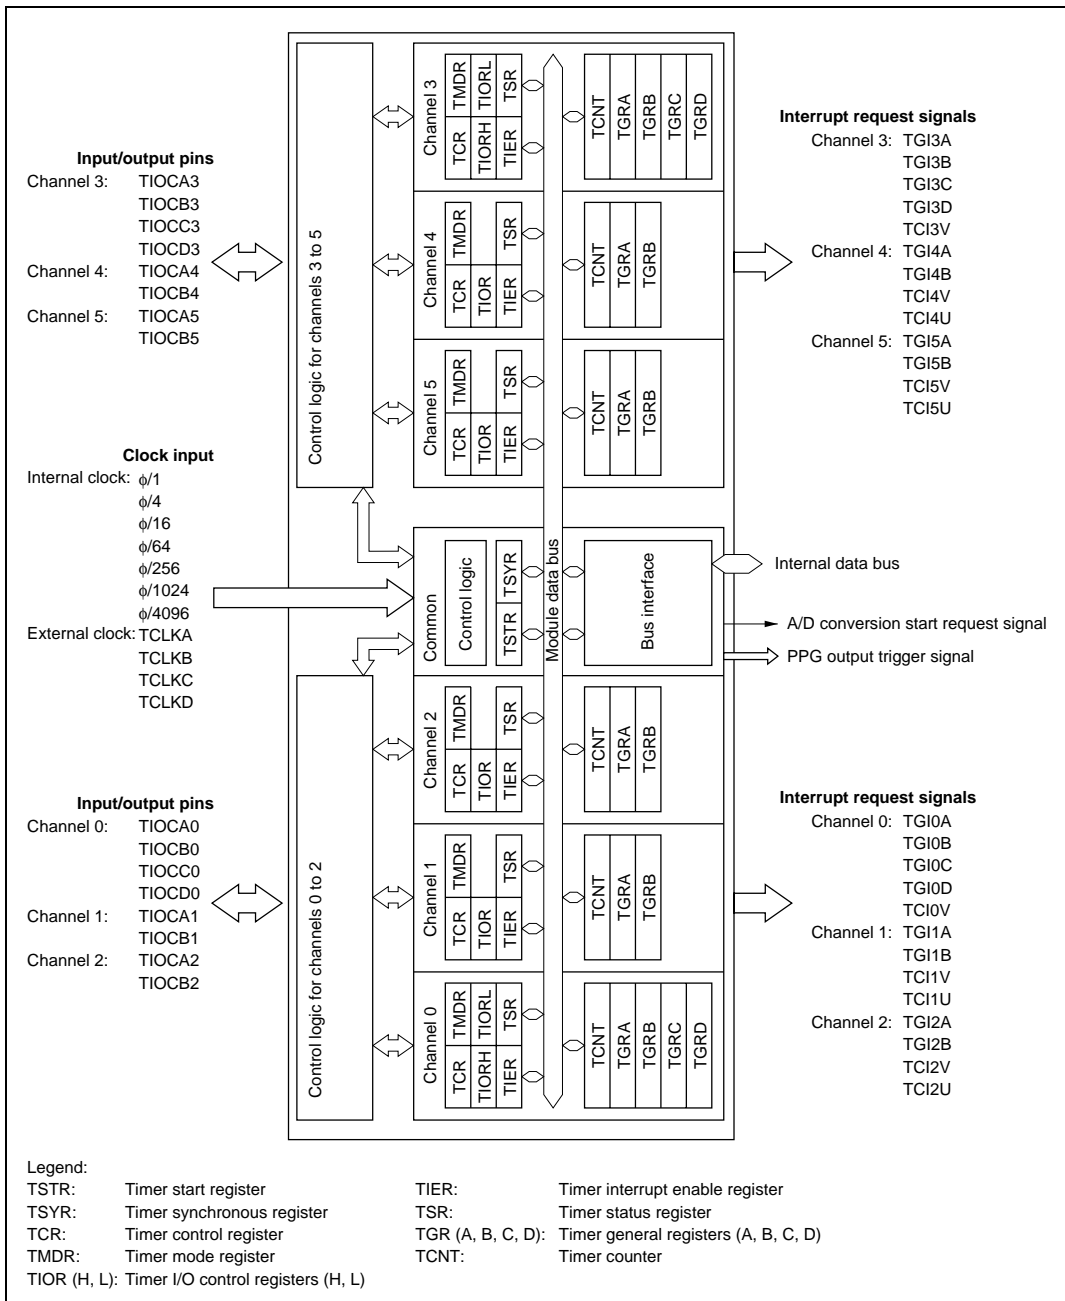 Input/output pins
Channel 3: TIOCA3
TIOCB3
TIOCC3
TIOCD3
Channel 4: TIOCA4
TIOCB4
Channel 5: TIOCA5
TIOCB5
Clock input
Internal clock: ϕ/1
ϕ/4
ϕ/16
ϕ/64
ϕ/256
ϕ/1024
ϕ/4096
External clock: TCLKA
TCLKB
TCLKC
TCLKD
Input/output pins
Channel 0: TIOCA0
TIOCB0
TIOCC0
TIOCD0
Channel 1: TIOCA1
TIOCB1
Channel 2: TIOCA2
TIOCB2
Control logic for channels 3 to 5
Control logic for channels 0 to 2
Channel 3
TCR TMDR
TIORH TIORL
TIER TSR
TCNT
TGRA
TGRB
TGRC
TGRD
Channel 4
TCR TMDR
TIOR
TIER TSR
TCNT
TGRA
TGRB
Channel 5
TCR TMDR
TIOR
TIER TSR
TCNT
TGRA
TGRB
Common
Control logic
TSTR TSYR
Module data bus
Bus interface
Channel 2
TCR TMDR
TIOR
TIER TSR
TCNT
TGRA
TGRB
Channel 1
TCR TMDR
TIOR
TIER TSR
TCNT
TGRA
TGRB
Channel 0
TCR TMDR
TIORH TIORL
TIER TSR
TCNT
TGRA
TGRB
TGRC
TGRD
Interrupt request signals
Channel 3: TGI3A
TGI3B
TGI3C
TGI3D
TCI3V
Channel 4: TGI4A
TGI4B
TCI4V
TCI4U
Channel 5: TGI5A
TGI5B
TCI5V
TCI5U
Internal data bus
A/D conversion start request signal
PPG output trigger signal
Interrupt request signals
Channel 0: TGI0A
TGI0B
TGI0C
TGI0D
TCI0V
Channel 1: TGI1A
TGI1B
TCI1V
TCI1U
Channel 2: TGI2A
TGI2B
TCI2V
TCI2U
Legend:
TSTR: Timer start register
TSYR: Timer synchronous register
TCR: Timer control register
TMDR: Timer mode register
TIOR (H, L): Timer I/O control registers (H, L)
TIER: Timer interrupt enable register
TSR: Timer status register
TGR (A, B, C, D): Timer general registers (A, B, C, D)
TCNT: Timer counter